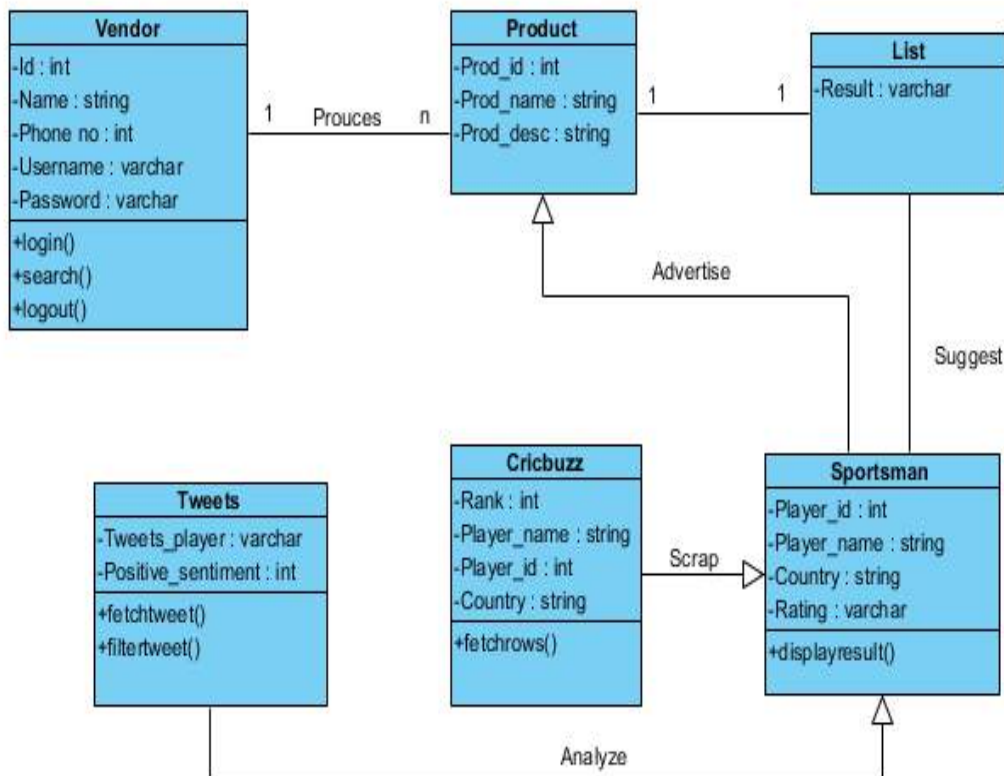 Vendor
-Id : int
-Name : string
-Phone no : int
-Username : varchar
-Password : varchar
+login()
+search()
+logout()
1
Prouces
n
Product
-Prod_id : int
-Prod_name : string
-Prod_desc : string
1
1
List
-Result : varchar
Advertise
Suggest
Tweets
-Tweets_player : varchar
-Positive_sentiment : int
+fetchtweet()
+filtertweet()
Cricbuzz
-Rank : int
-Player_name : string
-Player_id : int
-Country : string
+fetchrows()
Scrap
Sportsman
-Player_id : int
-Player_name : string
-Country : string
-Rating : varchar
+displayresult()
Analyze